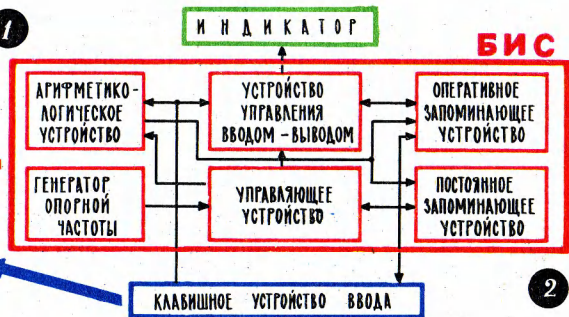 1
ИНДИКАТОР
БИС
АРИФМЕТИКО-
ЛОГИЧЕСКОЕ
УСТРОЙСТВО
УСТРОЙСТВО
УПРАВЛЕНИЯ
ВВОДОМ-ВЫВОДОМ
ОПЕРАТИВНОЕ
ЗАПОМИНАЮЩЕЕ
УСТРОЙСТВО
ГЕНЕРАТОР
ОПОРНОЙ
ЧАСТОТЫ
УПРАВЛЯЮЩЕЕ
УСТРОЙСТВО
ПОСТОЯННОЕ
ЗАПОМИНАЮЩЕЕ
УСТРОЙСТВО
КЛАВИШНОЕ УСТРОЙСТВО ВВОДА
2